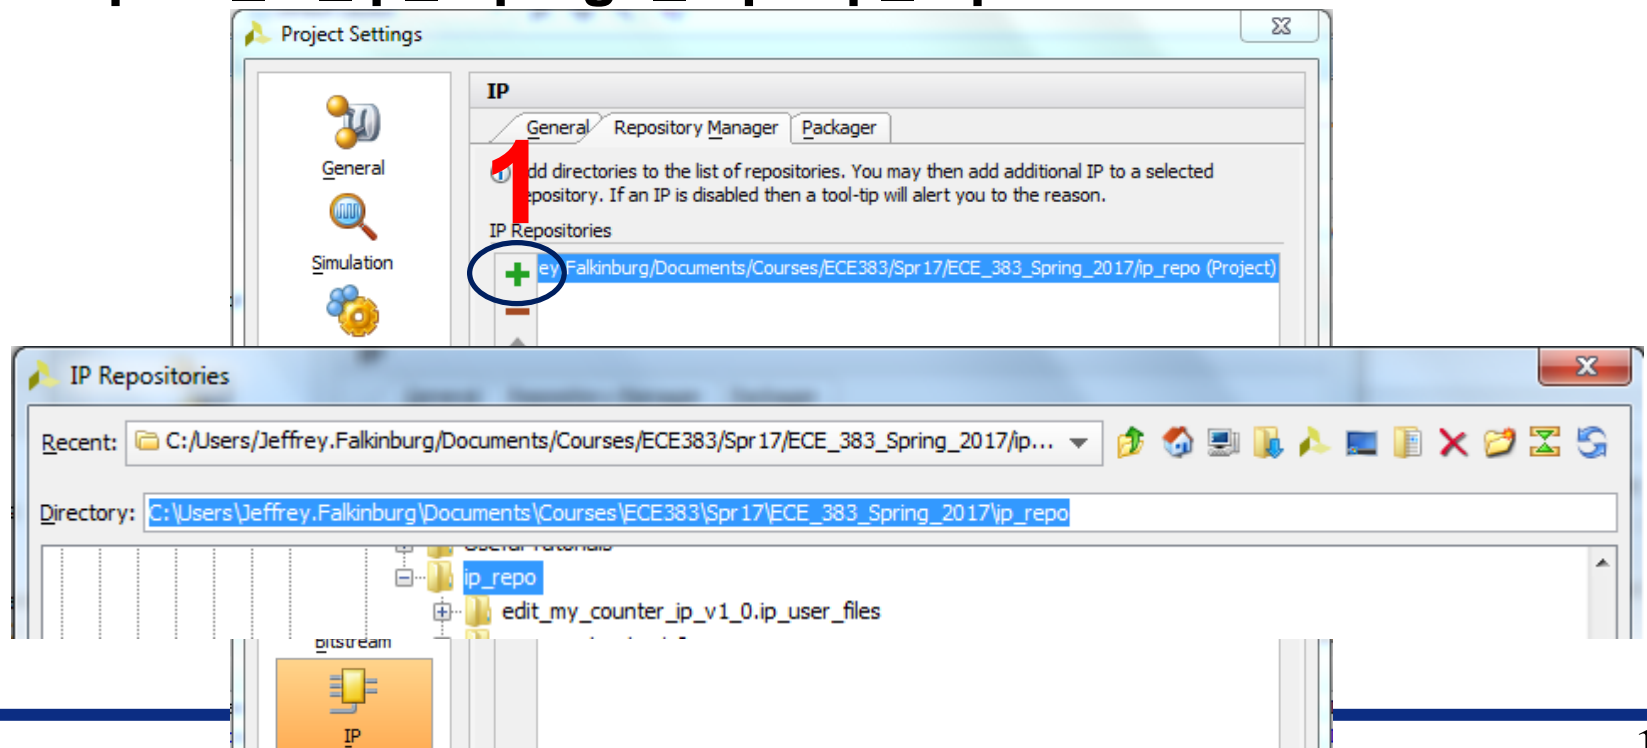 Project Settings
IP
General Repository Manager Packager
General
1
dd directories to the list of repositories. You may then add additional IP to a selected
epository. If an IP is disabled then a tool-tip will alert you to the reason.
IP Repositories
Simulation
ey.Falkinburg/Documents/Courses/ECE383/Spr17/ECE_383_Spring_2017/ip_repo (Project)
IP Repositories
Recent: C:/Users/Jeffrey.Falkinburg/Documents/Courses/ECE383/Spr17/ECE_383_Spring_2017/ip...
Directory: C:\Users\Jeffrey.Falkinburg\Documents\Courses\ECE383\Spr17\ECE_383_Spring_2017\ip_repo
Useful Tutorials
ip_repo
edit_my_counter_ip_v1_0.ip_user_files
Bitstream
IP
1